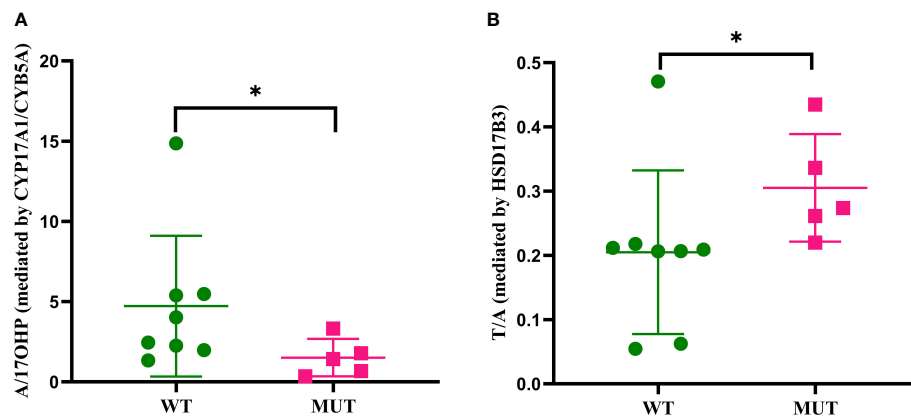 A
A/17OHP (mediated by CYP17A1/CYB5A)
20
15
10
5
0
*
WT
MUT
B
T/A (mediated by HSD17B3)
0.5
0.4
0.3
0.2
0.1
0.0
*
WT
MUT